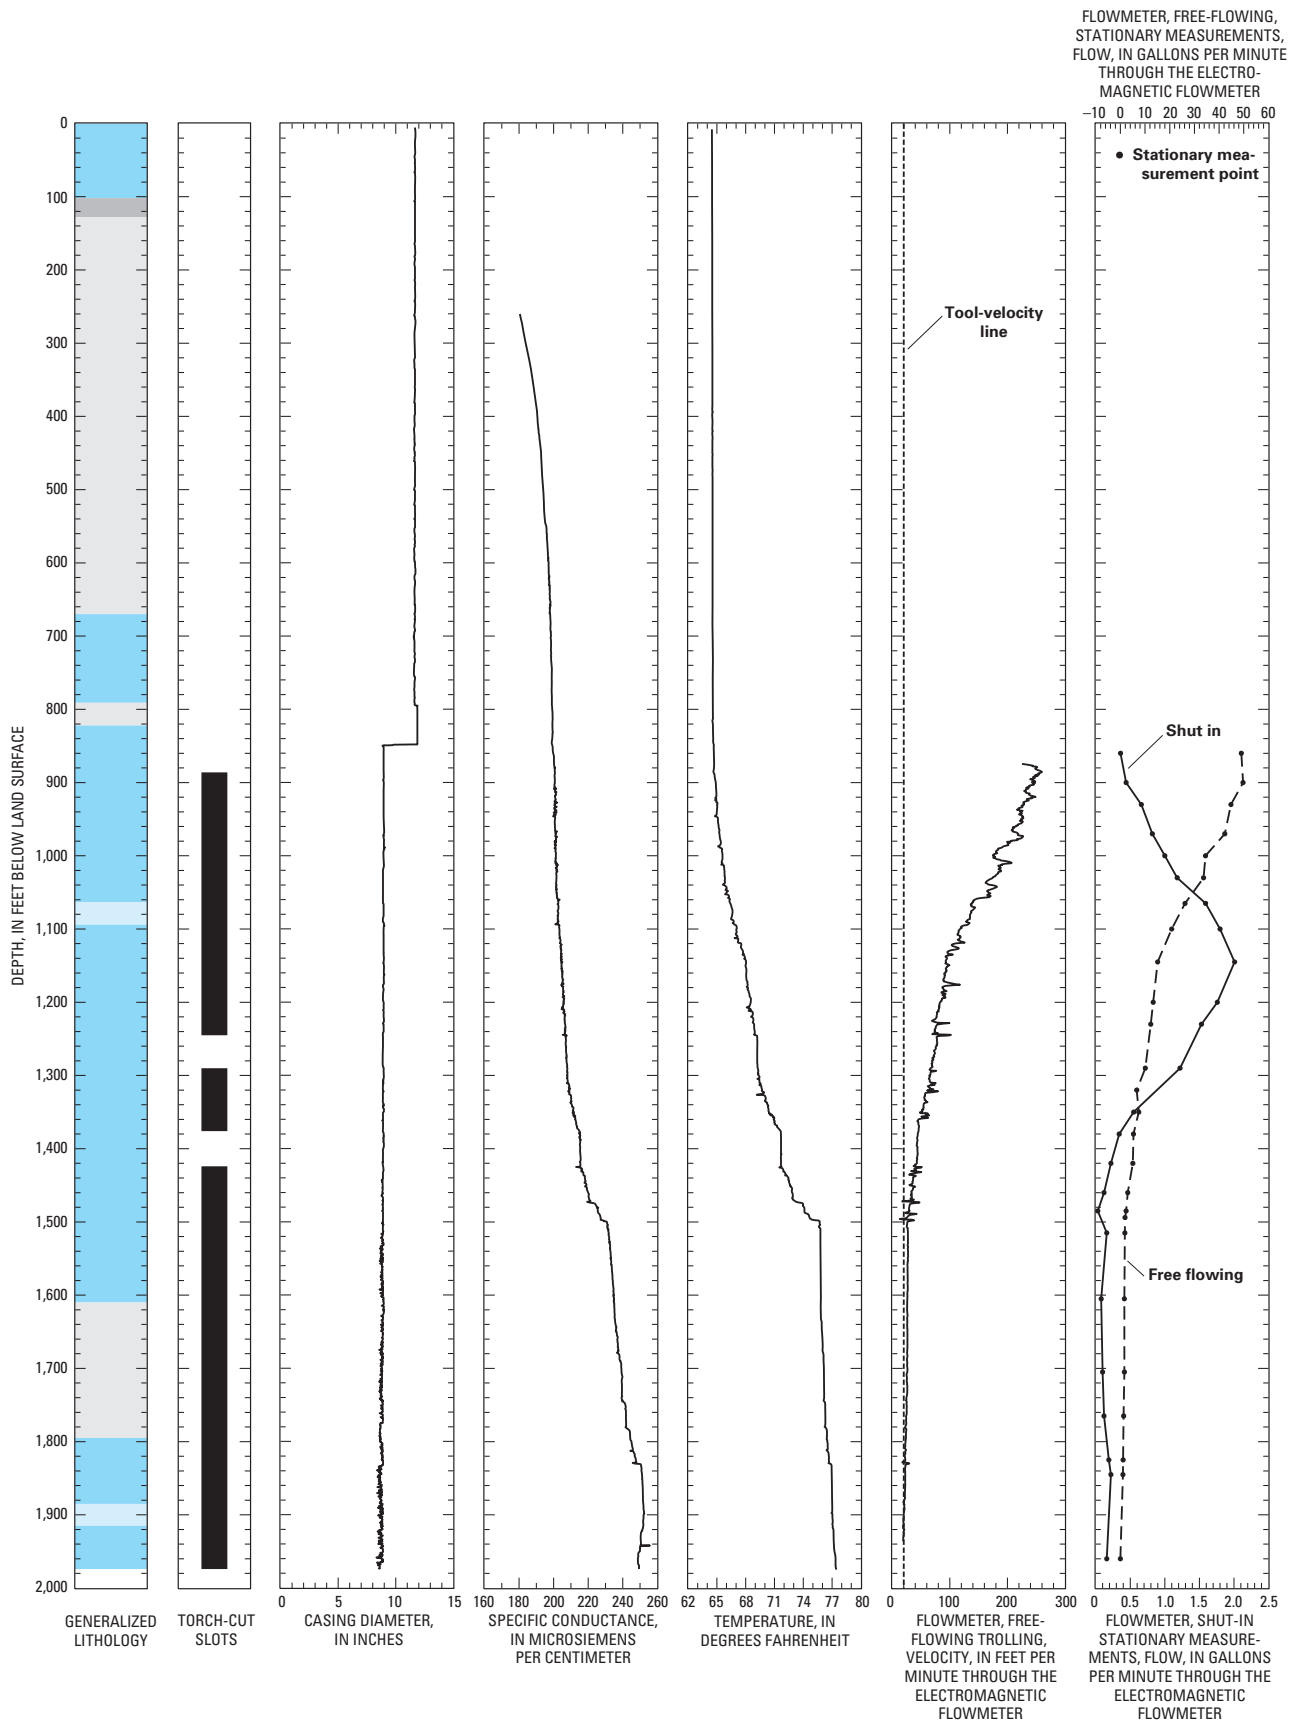 FLOWMETER, FREE-FLOWING,
STATIONARY MEASUREMENTS,
FLOW, IN GALLONS PER MINUTE
THROUGH THE ELECTRO-
MAGNETIC FLOWMETER
–10 0 10 20 30 40 50 60
Stationary mea-
surement point
Tool-velocity
line
Shut in
Free flowing
DEPTH, IN FEET BELOW LAND SURFACE
0
100
200
300
400
500
600
700
800
900
1,000
1,100
1,200
1,300
1,400
1,500
1,600
1,700
1,800
1,900
2,000
GENERALIZED
LITHOLOGY
TORCH-CUT
SLOTS
0 5 10 15
CASING DIAMETER,
IN INCHES
160 180 200 220 240 260
SPECIFIC CONDUCTANCE,
IN MICROSIEMENS
PER CENTIMETER
62 65 68 71 74 77 80
TEMPERATURE, IN
DEGREES FAHRENHEIT
0 100 200 300
FLOWMETER, FREE-
FLOWING TROLLING,
VELOCITY, IN FEET PER
MINUTE THROUGH THE
ELECTROMAGNETIC
FLOWMETER
0 0.5 1.0 1.5 2.0 2.5
FLOWMETER, SHUT-IN
STATIONARY MEASURE-
MENTS, FLOW, IN GALLONS
PER MINUTE THROUGH THE
ELECTROMAGNETIC
FLOWMETER